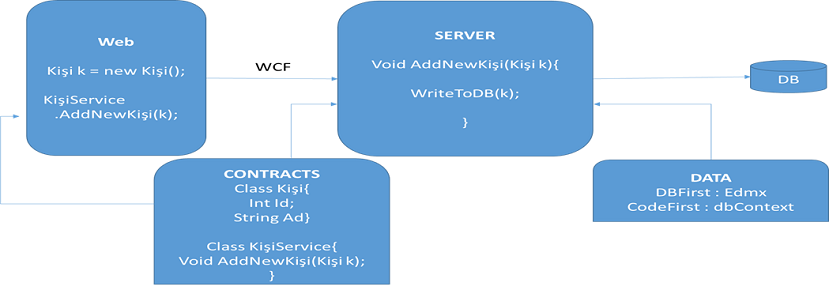 Web
Kişi k = new Kişi();
KişiService
.AddNewKişi(k);
WCF
SERVER
Void AddNewKişi(Kişi k){
WriteToDB(k);
}
DB
CONTRACTS
Class Kişi{
Int Id;
String Ad}
Class KişiService{
Void AddNewKişi(Kişi k);
}
DATA
DBFirst : Edmx
CodeFirst : dbContext